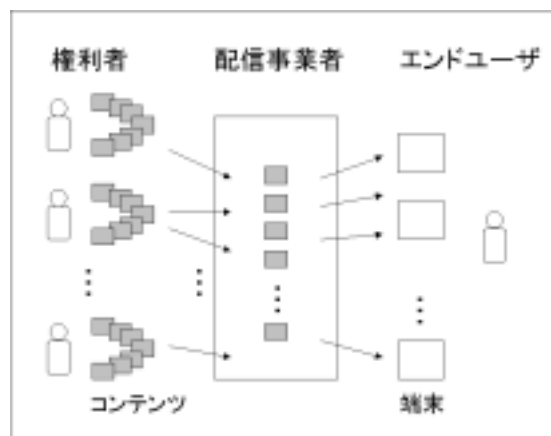 権利者
配信事業者
エンドユーザ
コンテンツ
端末